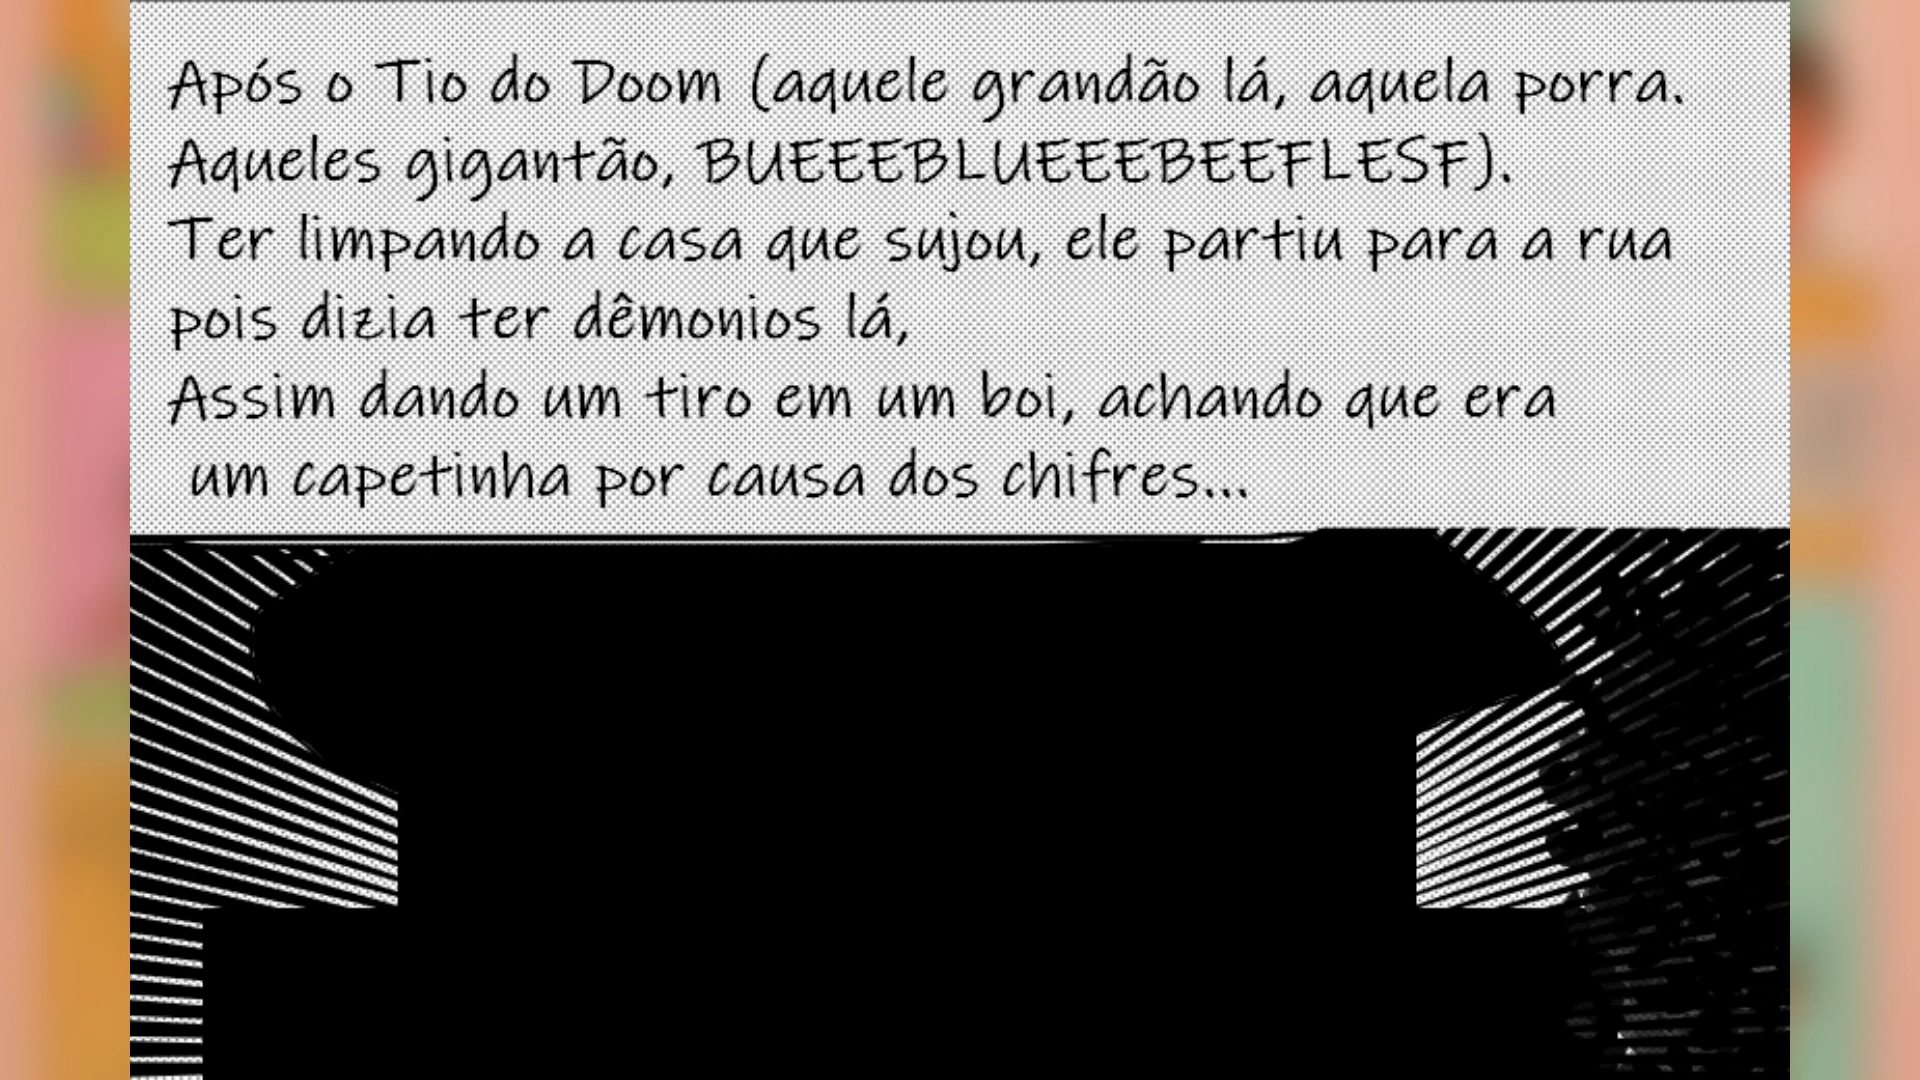 Após o Tio do Doom (aquele grandão lá, aquela porra.
Aqueles gigantão, BUEEEBLUEEEBEEFLESF).
Ter limpando a casa que sujou, ele partiu para a rua
pois dizia ter dêmonios lá,
Assim dando um tiro em um boi, achando que era
um capetinha por causa dos chifres...